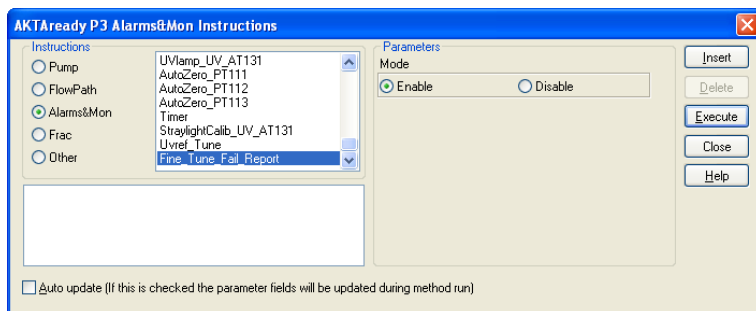 AKTAready P3 Alarms&Mon Instructions
Instructions
Pump
FlowPath
Alarms&Mon
Frac
Other
UVlamp_UV_AT131
AutoZero_PT111
AutoZero_PT112
AutoZero_PT113
Timer
StraylightCalib_UV_AT131
Uvref_Tune
Fine_Tune_Fail_Report
Parameters
Mode
Enable Disable
Insert
Delete
Execute
Close
Help
Auto update (If this is checked the parameter fields will be updated during method run)